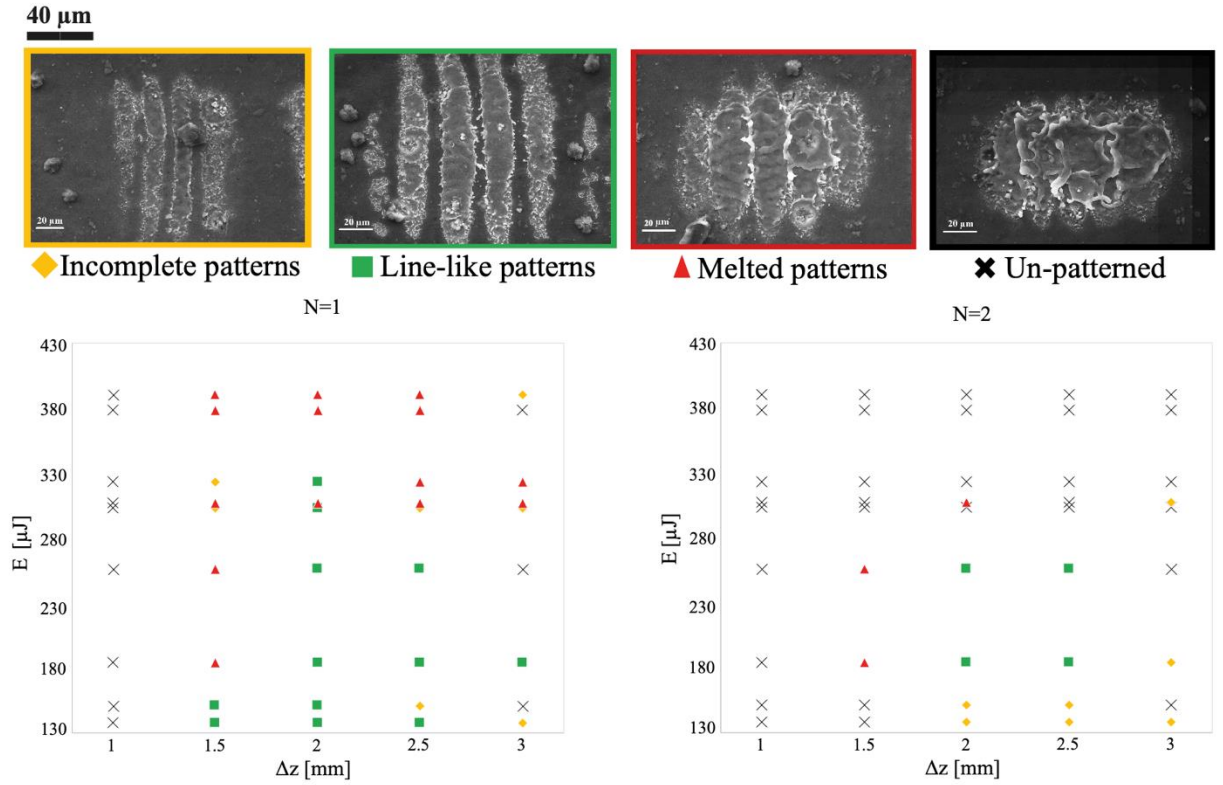 40 µm
20 µm
20 µm
20 µm
20 µm
Incomplete patterns
Line-like patterns
Melted patterns
Un-patterned
N=1
430
380
330
280
230
180
130
E [µJ]
1
1.5
2
2.5
3
Δz [mm]
N=2
430
380
330
280
230
180
130
E [µJ]
1
1.5
2
2.5
3
Δz [mm]